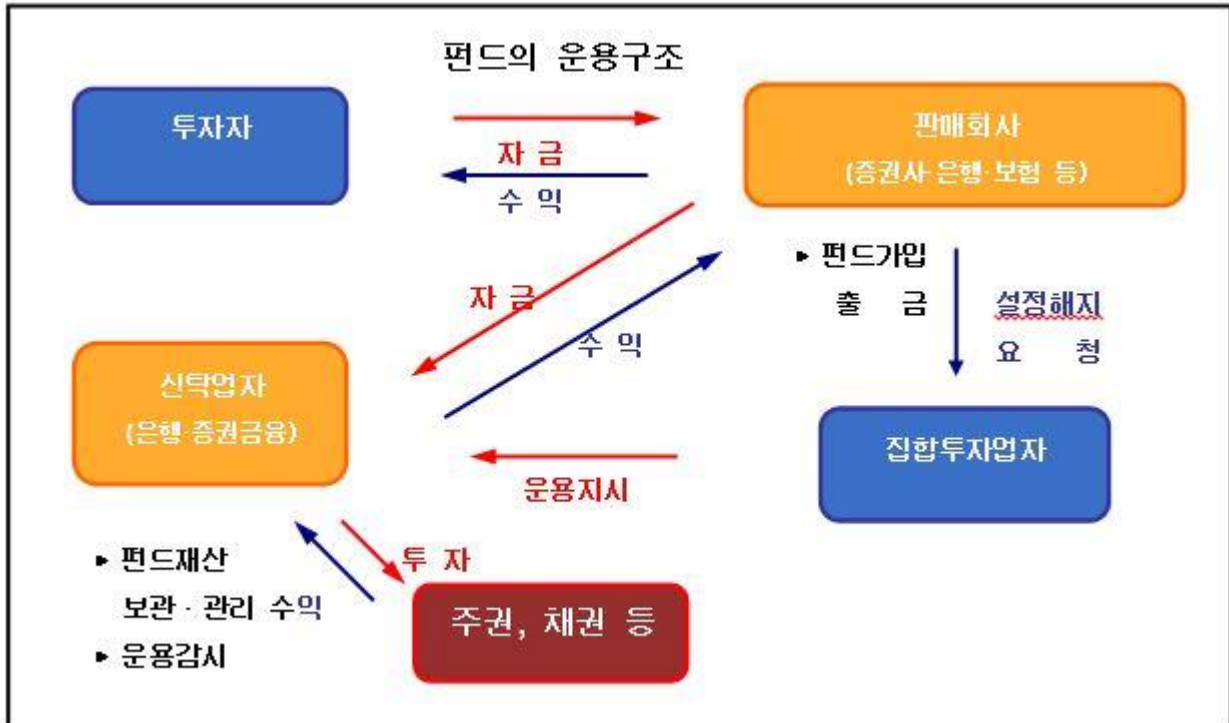 펀드의 운용구조
투자자
자 금
수 익
판매회사
(증권사·은행·보험 등)
자 금
수 익
▸ 펀드가입
출 금
설정해지
요 청
신탁업자
(은행·증권금융)
운용지시
집합투자업자
▸ 펀드재산
보관·관리 수익
▸ 운용감시
투 자
주권, 채권 등